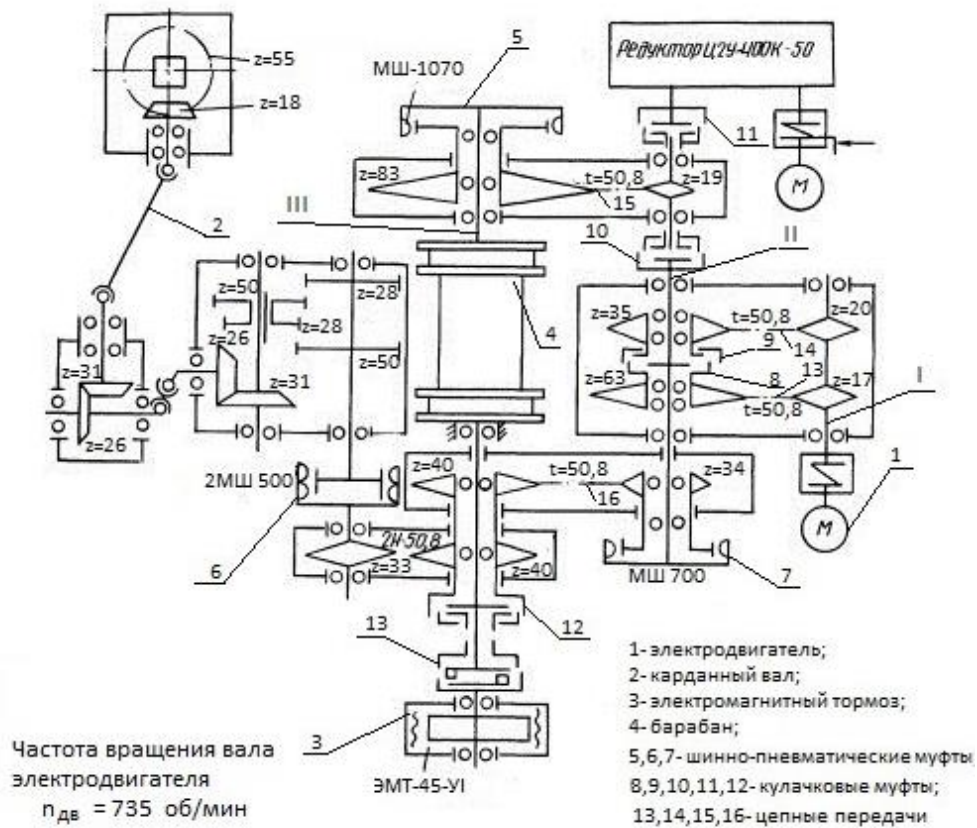 5
МШ-1070
Редуктор Ц2У-400К-50
z=55
z=18
11
М
z=83
t=50,8
z=19
15
III
2
10
II
z=50
z=28
z=35
t=50,8
z=20
4
9
14
z=28
z=26
8
13
z=31
z=50
z=63
z=17
I
z=31
t=50,8
z=26
2МШ 500
z=40
t=50,8
z=34
1
16
М
2Н-50,8
6
z=33
z=40
МШ 700
7
13
12
3
ЭМТ-45-УI
1- электродвигатель;
2- карданный вал;
3- электромагнитный тормоз;
4- барабан;
5,6,7- шинно-пневматические муфты
8,9,10,11,12- кулачковые муфты;
13,14,15,16- цепные передачи
Частота вращения вала
электродвигателя
n дв = 735 об/мин